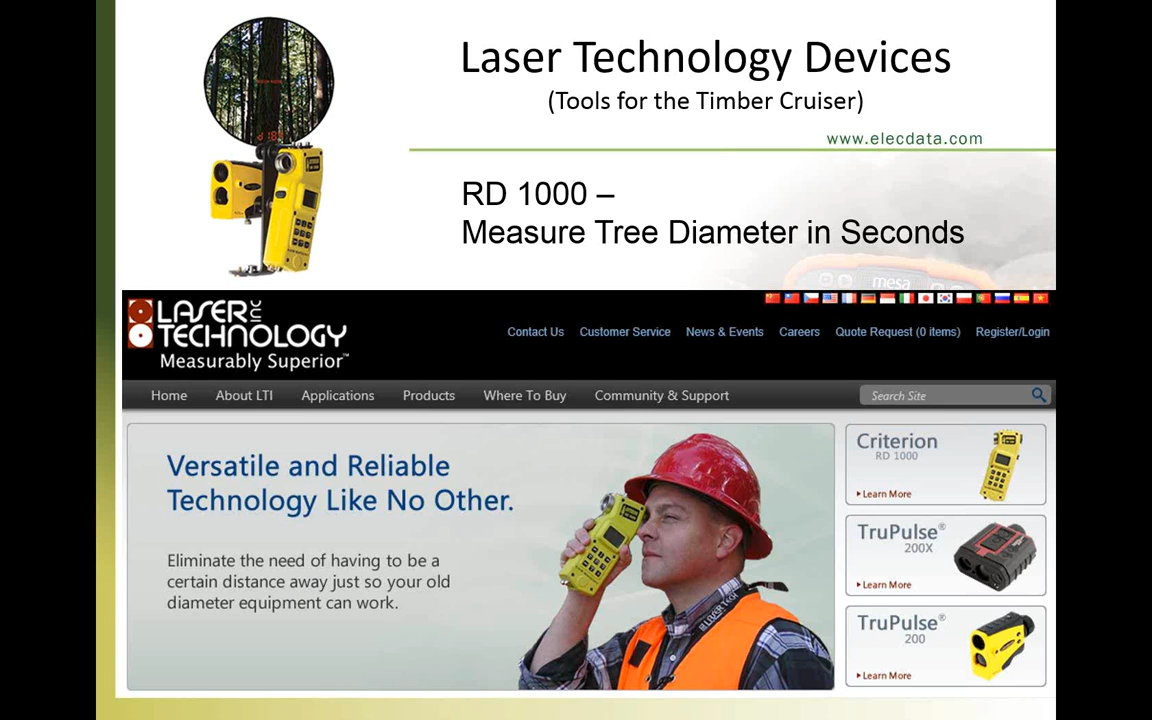 Laser Technology Devices
(Tools for the Timber Cruiser)
www.elecdata.com
RD 1000 –
Measure Tree Diameter in Seconds
mesa
LASER INC
TECHNOLOGY
Measurably Superior™
Contact Us Customer Service News & Events Careers Quote Request (0 items) Register/Login
Home About LTI Applications Products Where To Buy Community & Support Search Site
Versatile and Reliable
Technology Like No Other.
Eliminate the need of having to be a
certain distance away just so your old
diameter equipment can work.
LASER TECH
Criterion
RD 1000
Learn More
TruPulse®
200X
Learn More
TruPulse®
200
Learn More